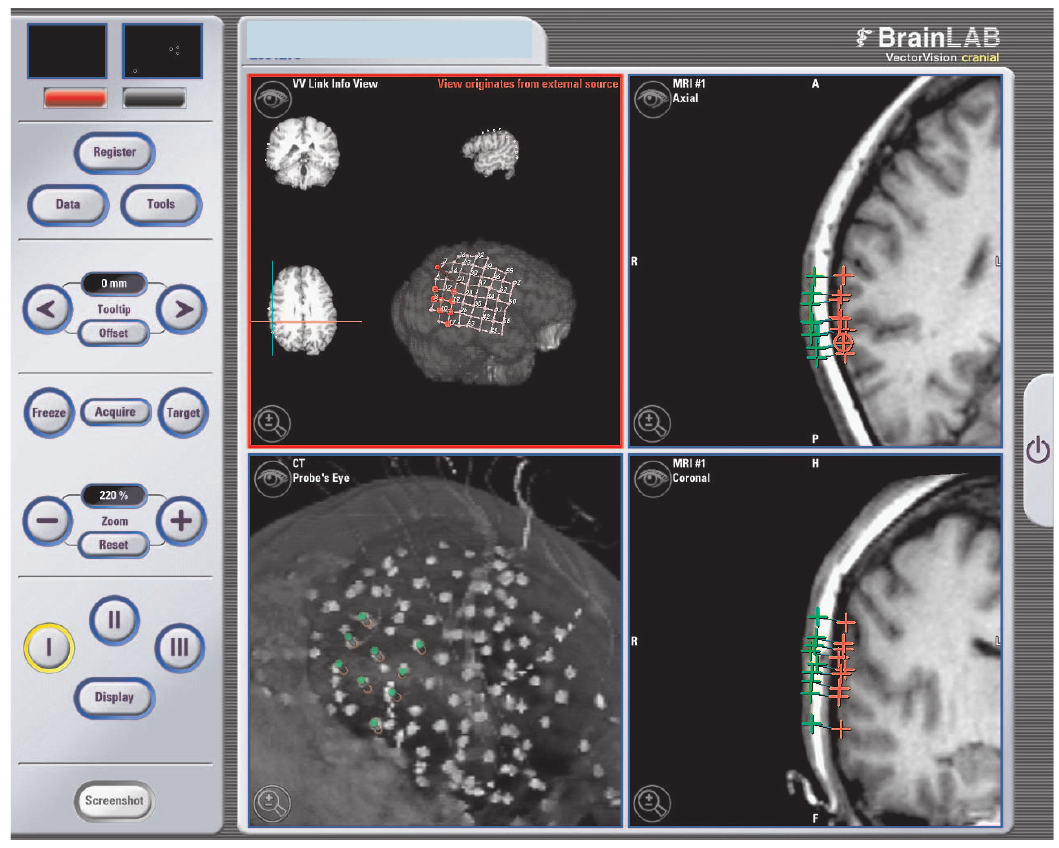 BrainLAB
VectorVision cranial
Register
Data
Tools
0 mm
<
Tooltip
>
Offset
Freeze
Acquire
Target
220 %
−
Zoom
+
Reset
II
I
III
Display
Screenshot
VV Link Info View
View originates from external source
MRI #1
Axial
A
R
L
P
CT
Probe's Eye
MRI #1
Coronal
H
R
L
F